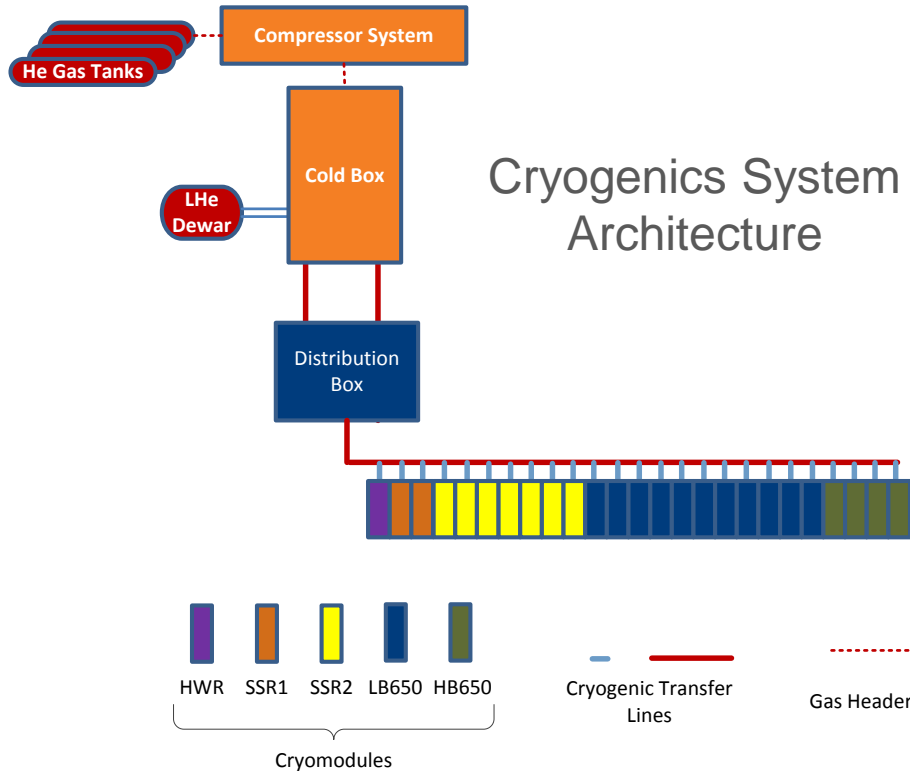 Compressor System
He Gas Tanks
Cold Box
Cryogenics System
Architecture
LHe
Dewar
Distribution
Box
HWR SSR1 SSR2 LB650 HB650
Cryomodules
Cryogenic Transfer
Lines
Gas Header